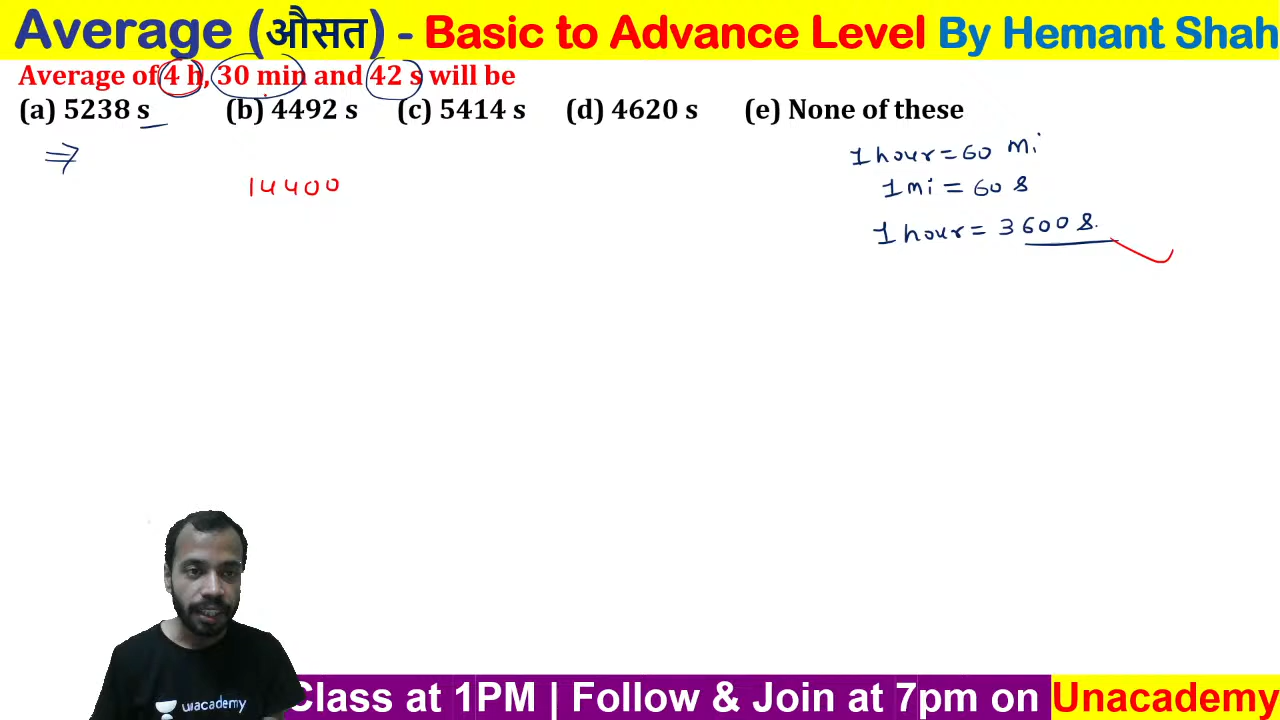 Average (औसत) - Basic to Advance Level By Hemant Shah
Average of 4 h, 30 min and 42 s will be
(a) 5238 s (b) 4492 s (c) 5414 s (d) 4620 s (e) None of these
1 hour = 60 mi
1 mi = 60 s
1 hour = 3600 s.
⇒
14400
unacademy
Class at 1PM | Follow & Join at 7pm on Unacademy